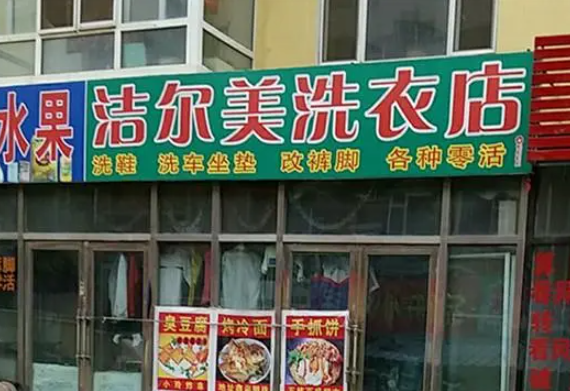 水果
洁尔美洗衣店
洗鞋 洗车坐垫 改裤脚 各种零活
臭豆腐
烤冷面
手抓饼